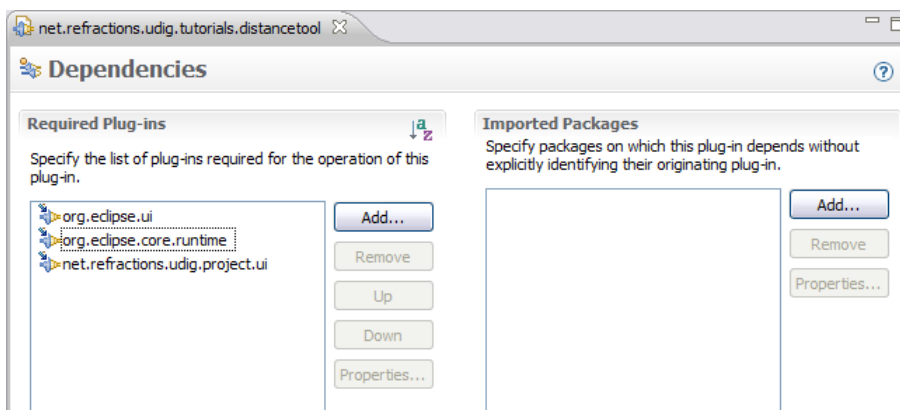 net.refractions.udig.tutorials.distancetool
Dependencies
Required Plug-ins
a
z
Specify the list of plug-ins required for the operation of this
plug-in.
org.eclipse.ui
org.eclipse.core.runtime
net.refractions.udig.project.ui
Add...
Remove
Up
Down
Properties...
Imported Packages
Specify packages on which this plug-in depends without
explicitly identifying their originating plug-in.
Add...
Remove
Properties...